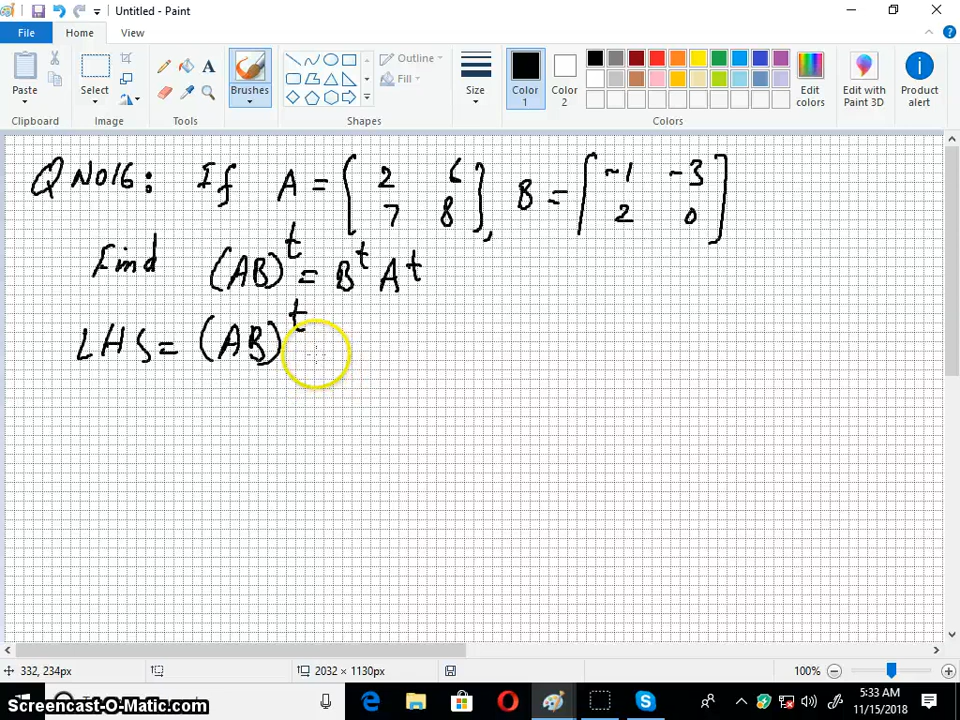 Untitled - Paint
File Home View
Paste Select Brushes Outline Fill Size Color 1 Color 2 Edit colors Edit with Paint 3D Product alert
Clipboard Image Tools Shapes Colors
Q No16: If A = [2 6
7 8], B = [-1 -3
2 0]
Find (AB)^t = B^t A^t
LHS = (AB)^t
332, 234px 2032 × 1130px 100%
Screencast-O-Matic.com
5:33 AM
11/15/2018